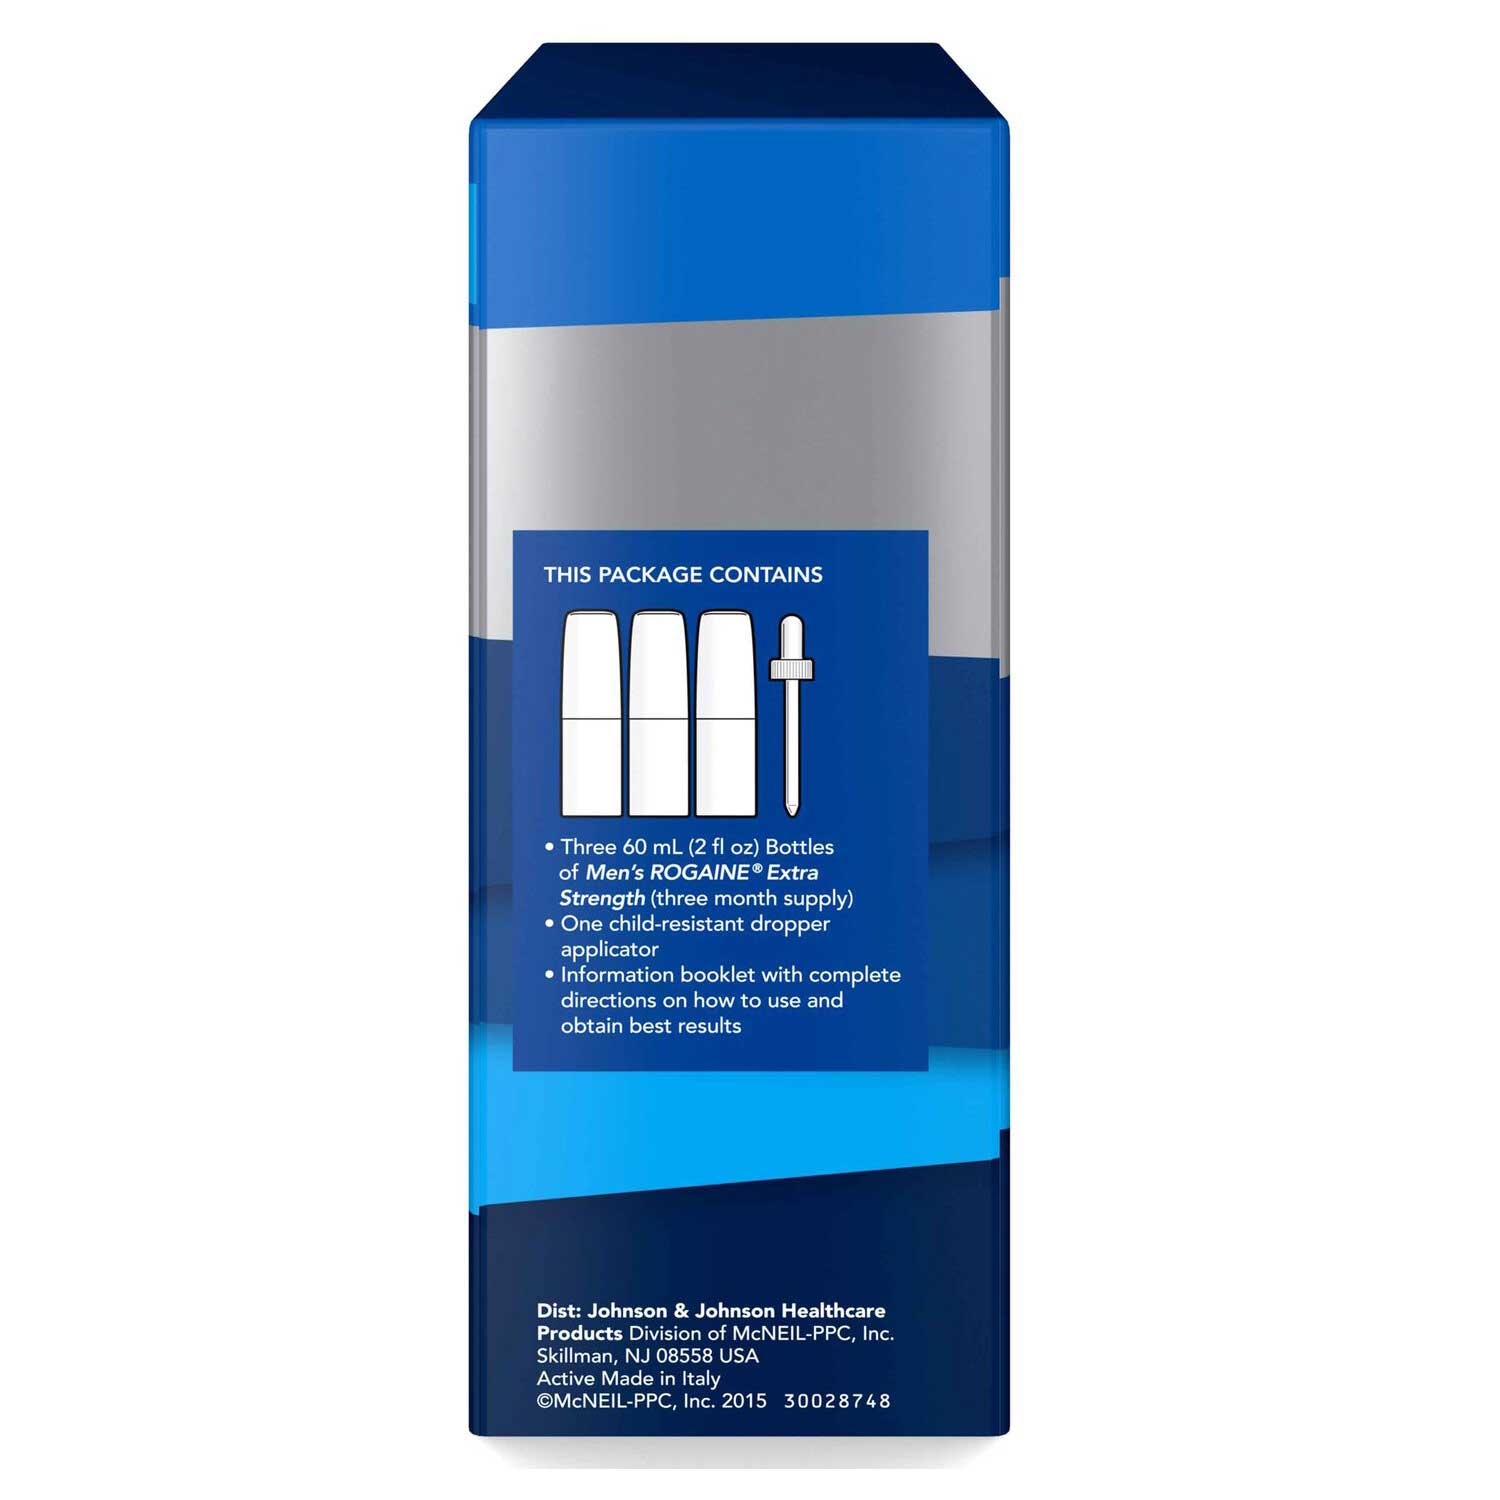 THIS PACKAGE CONTAINS
• Three 60 mL (2 fl oz) Bottles
of Men's ROGAINE® Extra
Strength (three month supply)
• One child-resistant dropper
applicator
• Information booklet with complete
directions on how to use and
obtain best results
Dist: Johnson & Johnson Healthcare
Products Division of McNEIL-PPC, Inc.
Skillman, NJ 08558 USA
Active Made in Italy
©McNEIL-PPC, Inc. 2015 30028748